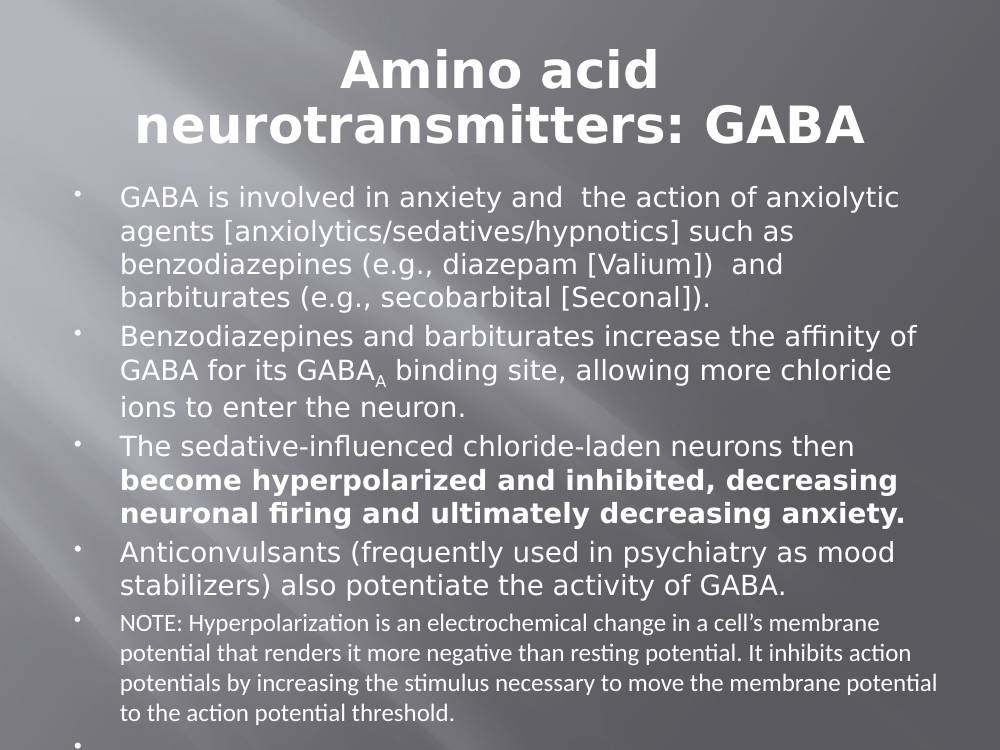 Amino acid
neurotransmitters: GABA
• GABA is involved in anxiety and  the action of anxiolytic
agents [anxiolytics/sedatives/hypnotics] such as
benzodiazepines (e.g., diazepam [Valium])  and
barbiturates (e.g., secobarbital [Seconal]).
• Benzodiazepines and barbiturates increase the affinity of
GABA for its GABAA binding site, allowing more chloride
ions to enter the neuron.
• The sedative-influenced chloride-laden neurons then
become hyperpolarized and inhibited, decreasing
neuronal firing and ultimately decreasing anxiety.
• Anticonvulsants (frequently used in psychiatry as mood
stabilizers) also potentiate the activity of GABA.
• NOTE: Hyperpolarization is an electrochemical change in a cell’s membrane
potential that renders it more negative than resting potential. It inhibits action
potentials by increasing the stimulus necessary to move the membrane potential
to the action potential threshold.
•